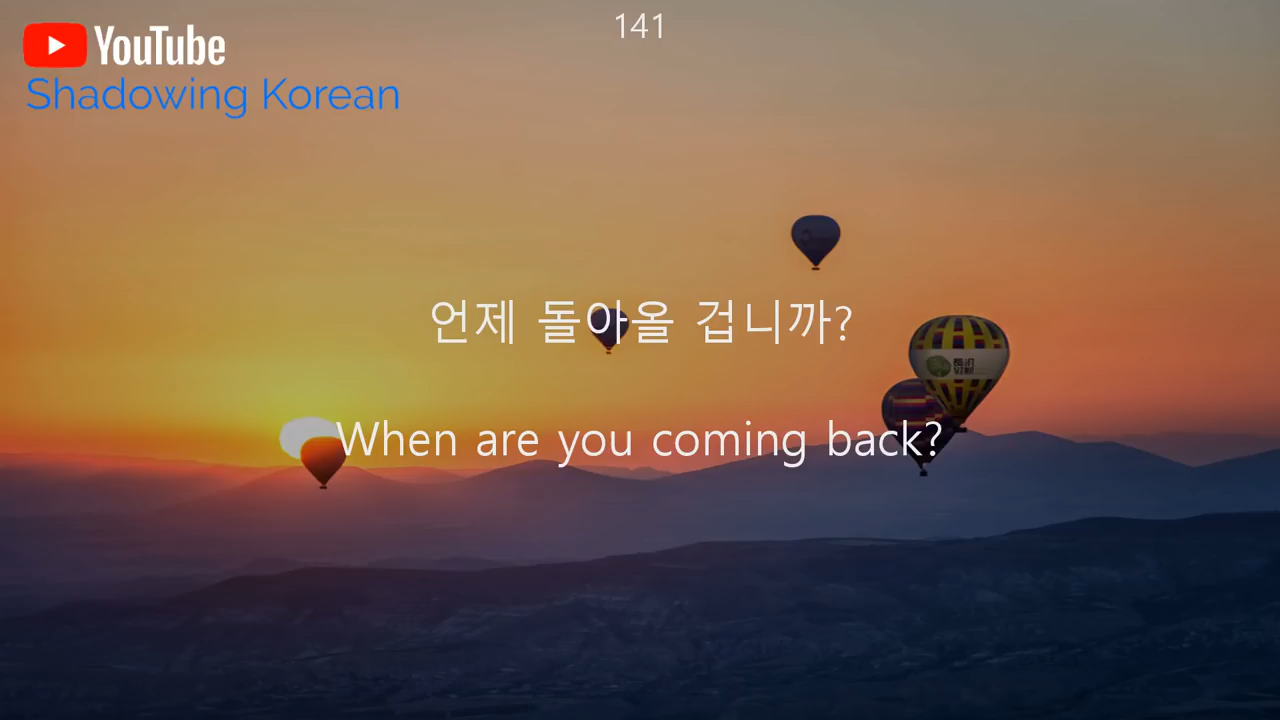 141
YouTube
Shadowing Korean
언제 돌아올 겁니까?
When are you coming back?